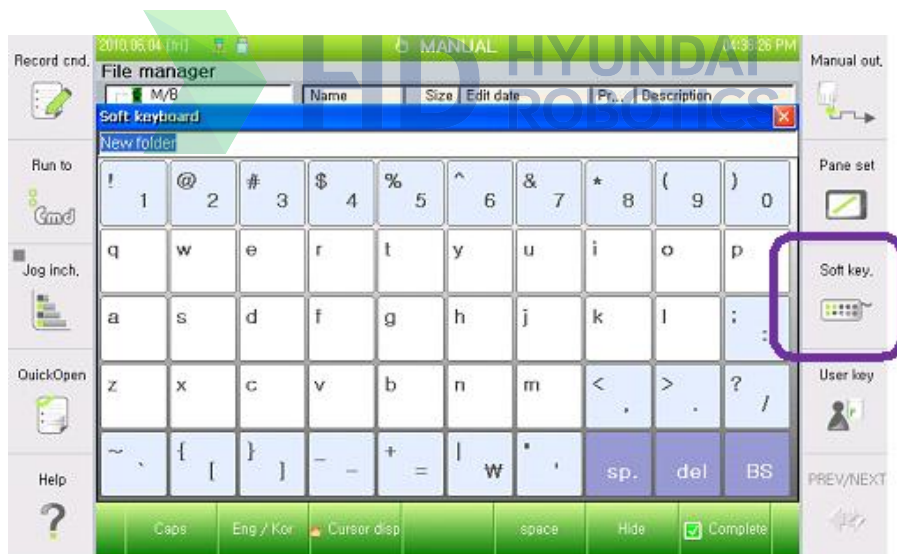 2010,06,04 [fri] MANUAL 04:36:26 PM
HYUNDAI
ROBOTICS
File manager
M/B Name Size Edit date Pr... Description
Soft keyboard
New folder
! 1 @ 2 # 3 $ 4 % 5 ^ 6 & 7 * 8 ( 9 ) 0
q w e r t y u i o p
a s d f g h j k l ; :
z x c v b n m < , > . ? /
~ ` { [ } ] _ - + = | ₩ " ' sp. del BS
Caps Eng / Kor Cursor disp space Hide Complete
Record cnd.
Run to
Cmd
Jog inch.
QuickOpen
Help
?
Manual out.
Pane set
Soft key.
User key
PREV/NEXT